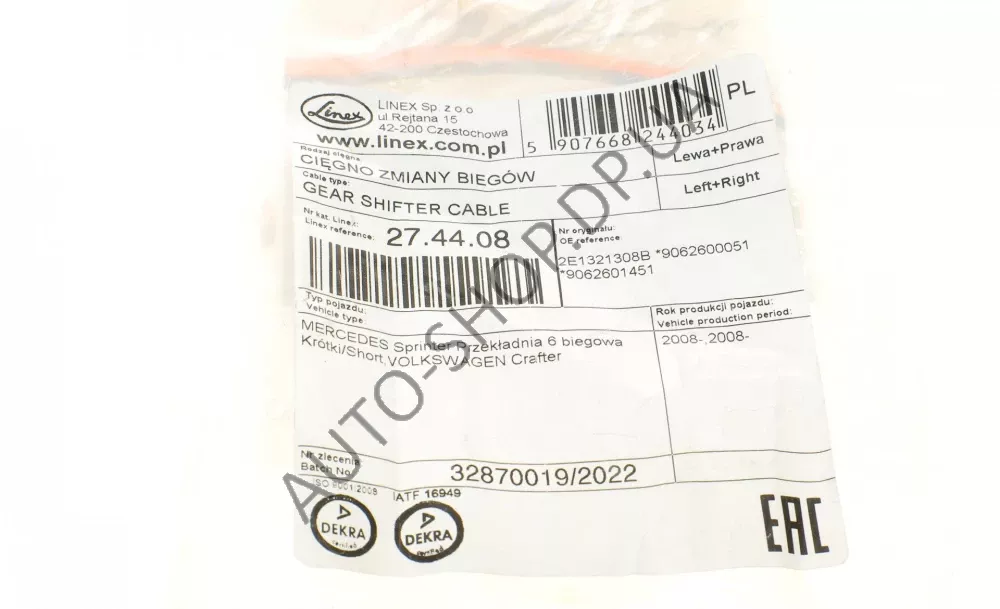 Linex
LINEX Sp. z o.o
ul.Rejtana 15
42-200 Czestochowa
www.linex.com.pl
5 907668 244034
PL
Rodzaj cięgna
CIĘGNO ZMIANY BIEGÓW
Lewa+Prawa
Cable type:
GEAR SHIFTER CABLE
Left+Right
Nr kat. Linex:
Linex reference:
27.44.08
Nr oryginału:
OE reference:
2E1321308B *9062600051
*9062601451
Typ pojazdu:
Vehicle type:
MERCEDES Sprinter Przekładnia 6 biegowa
Krótki/Short,VOLKSWAGEN Crafter
Rok produkcji pojazdu:
Vehicle production period:
2008-,2008-
Nr zlecenia
Batch No
32870019/2022
ISO 9001:2008
IATF 16949
DEKRA
certified
DEKRA
certified
EAC
AUTO-SHOP.DP.UA